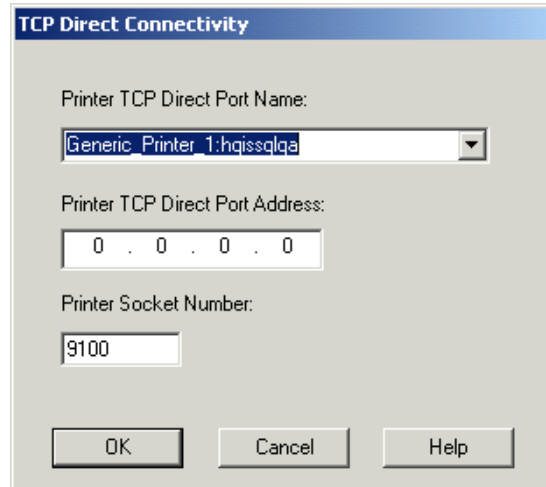 TCP Direct Connectivity
Printer TCP Direct Port Name:
Generic_Printer_1:hqissqlqa
Printer TCP Direct Port Address:
0 . 0 . 0 . 0
Printer Socket Number:
9100
OK Cancel Help